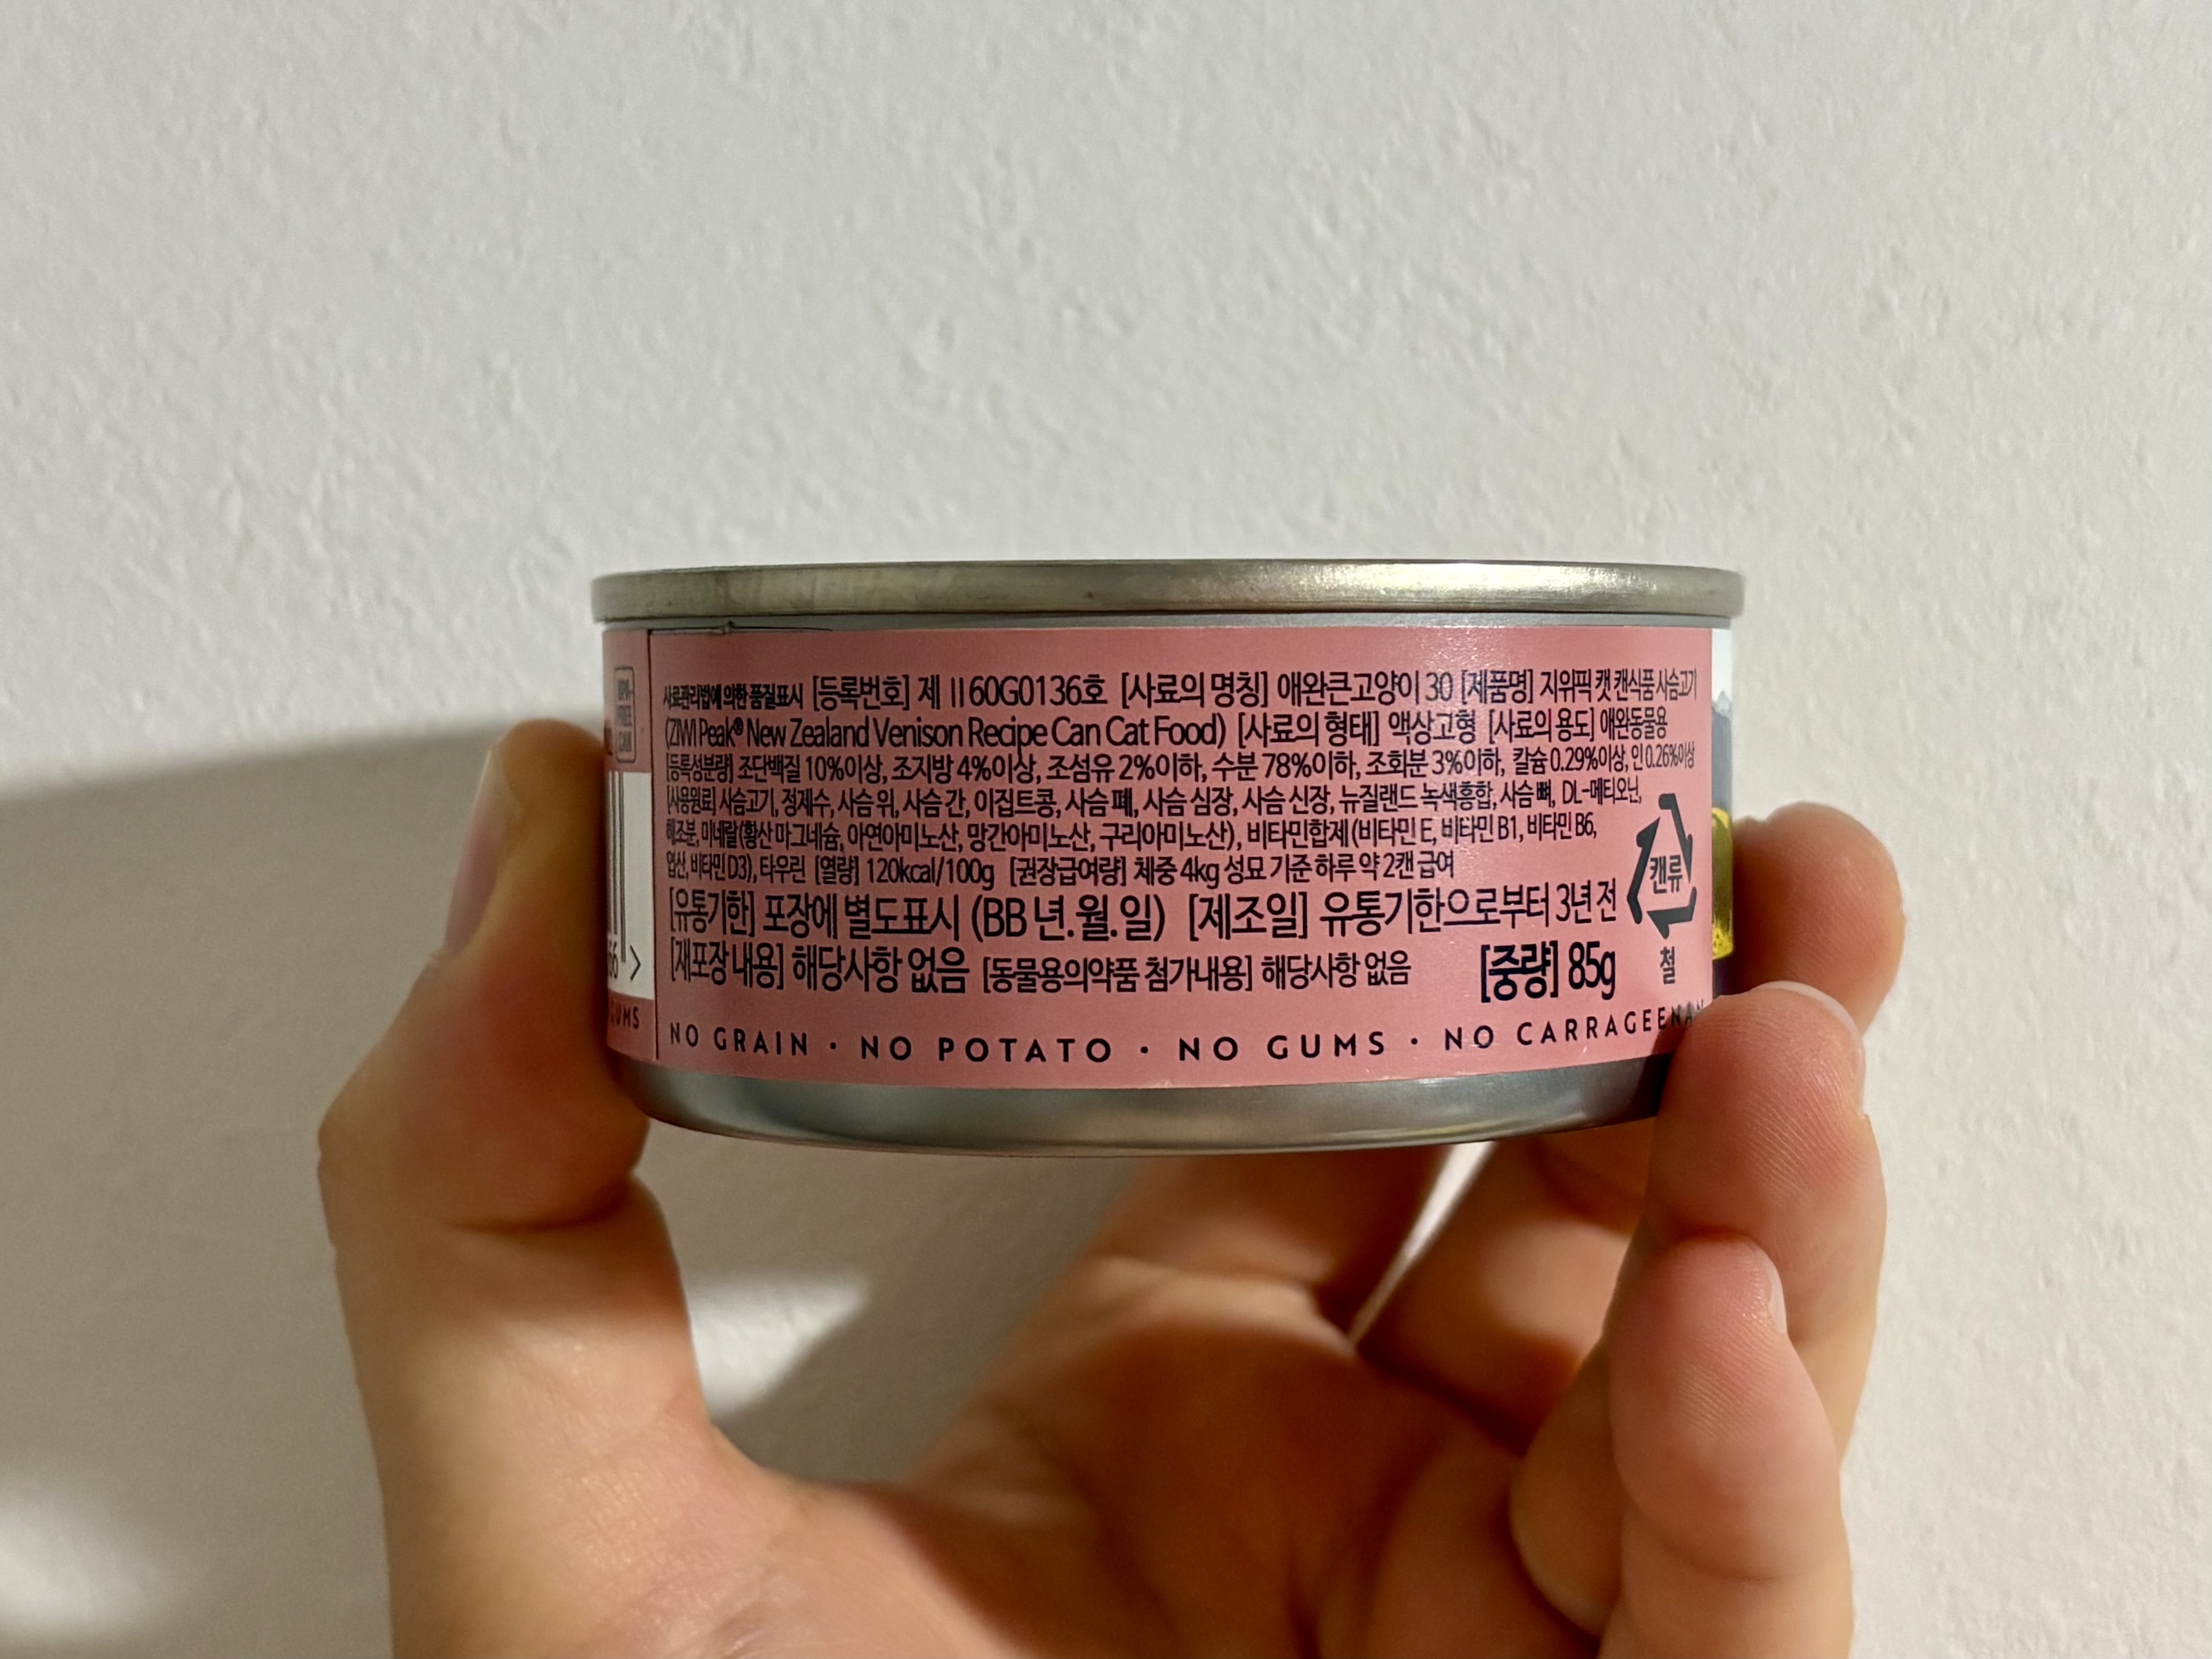 사료관리법에 의한 품질표시 [등록번호] 제 II60G0136호 [사료의 명칭] 애완큰고양이 30 [제품명] 지위픽 캣 캔식품 사슴고기
(ZIWI Peak® New Zealand Venison Recipe Can Cat Food) [사료의 형태] 액상고형 [사료의 용도] 애완동물용
[등록성분량] 조단백질 10%이상, 조지방 4%이상, 조섬유 2%이하, 수분 78%이하, 조회분 3%이하, 칼슘 0.29%이상, 인 0.26%이상
[사용원료] 사슴고기, 정제수, 사슴 위, 사슴 간, 이집트콩, 사슴 폐, 사슴 심장, 사슴 신장, 뉴질랜드 녹색홍합, 사슴 뼈, DL-메티오닌,
해조분, 미네랄(황산 마그네슘, 아연아미노산, 망간아미노산, 구리아미노산), 비타민합제(비타민 E, 비타민 B1, 비타민 B6,
엽산, 비타민 D3), 타우린 [열량] 120kcal/100g [권장급여량] 체중 4kg 성묘 기준 하루 약 2캔 급여
[유통기한] 포장에 별도표시 (BB 년.월.일) [제조일] 유통기한으로부터 3년 전
[재포장 내용] 해당사항 없음 [동물용의약품 첨가내용] 해당사항 없음 [중량] 85g
캔류
철
NO GRAIN · NO POTATO · NO GUMS · NO CARRAGEENAN
BPA-
FREE
CAN
66 >
GUMS